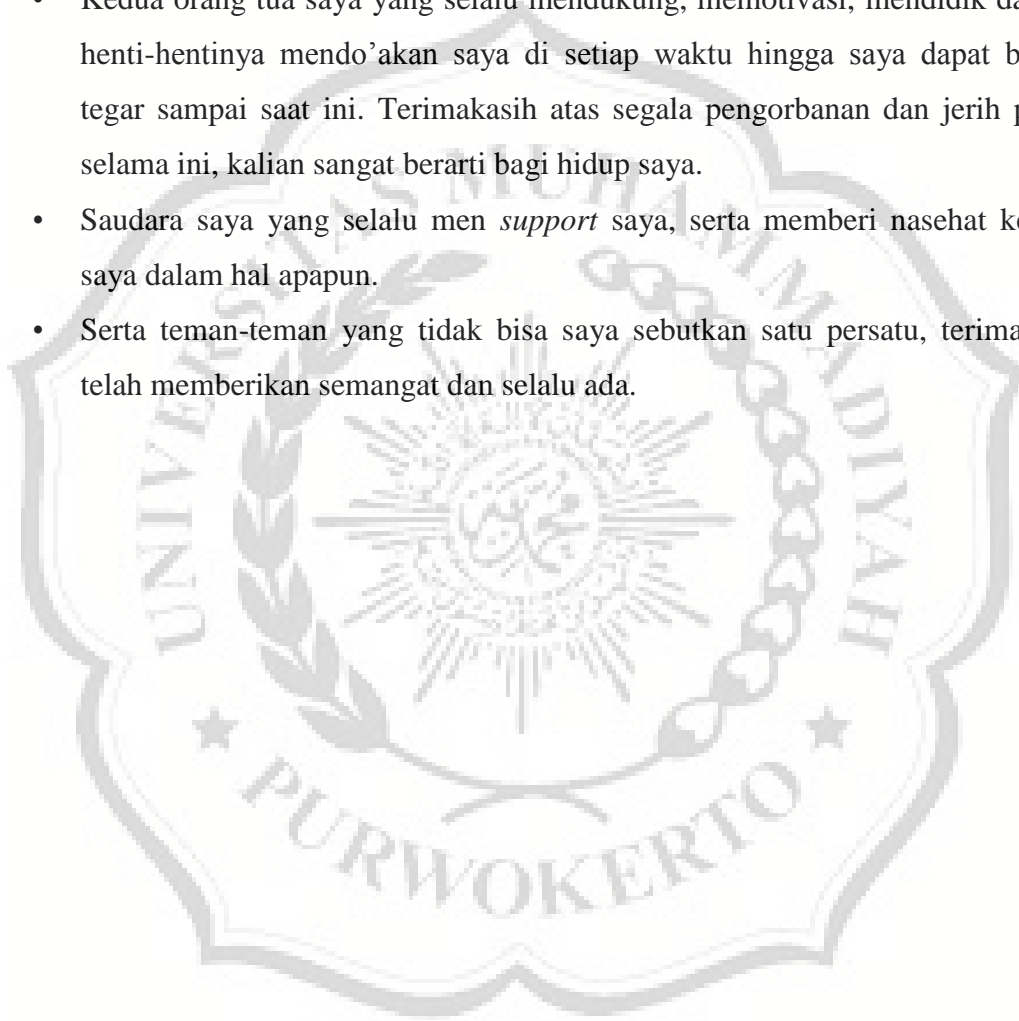 • Kedua orang tua saya yang selalu mendukung, memotivasi, mendidik da
henti-hentinya mendo’akan saya di setiap waktu hingga saya dapat b
tegar sampai saat ini. Terimakasih atas segala pengorbanan dan jerih p
selama ini, kalian sangat berarti bagi hidup saya.
• Saudara saya yang selalu men support saya, serta memberi nasehat ke
saya dalam hal apapun.
• Serta teman-teman yang tidak bisa saya sebutkan satu persatu, terima
telah memberikan semangat dan selalu ada.
UNIVERSITAS MUHAMMADIYAH
PURWOKERTO